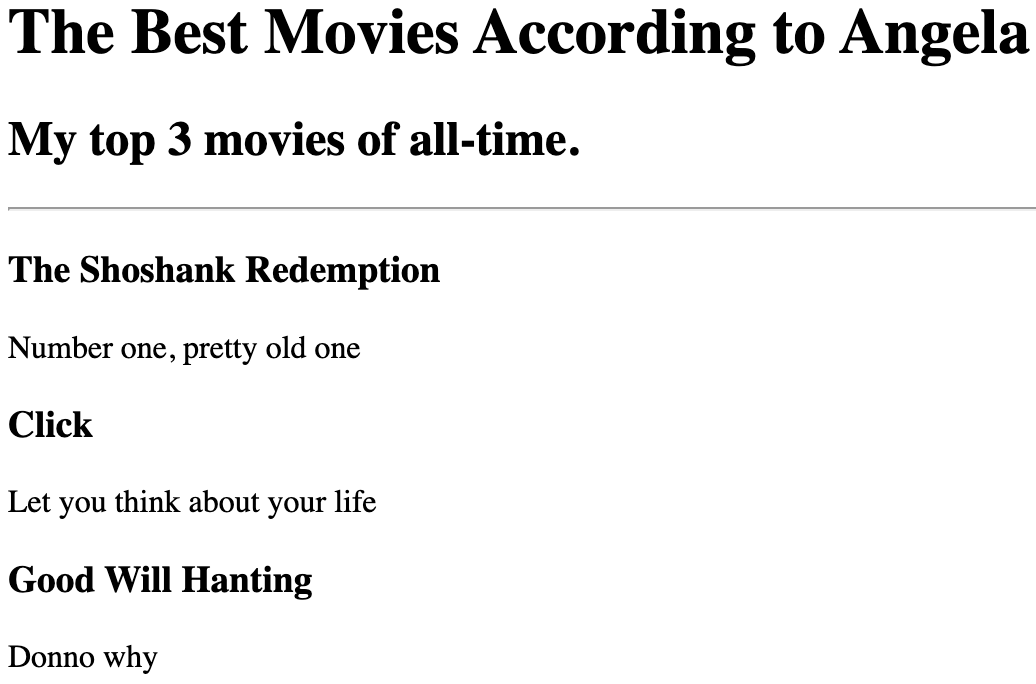 The Best Movies According to Angela
My top 3 movies of all-time.
The Shoshank Redemption
Number one, pretty old one
Click
Let you think about your life
Good Will Hanting
Donno why